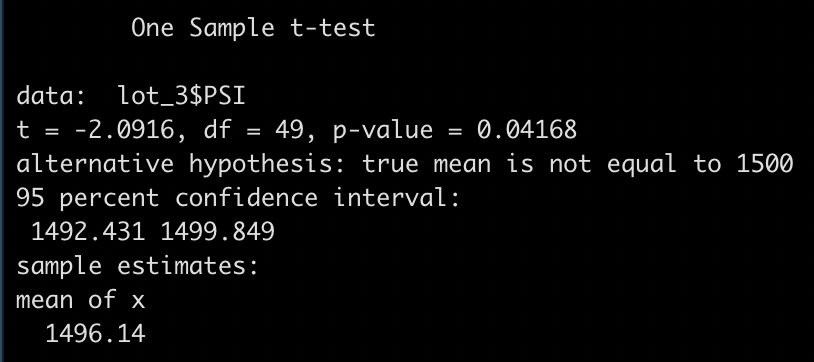 One Sample t-test
data:  lot_3$PSI
t = -2.0916, df = 49, p-value = 0.04168
alternative hypothesis: true mean is not equal to 1500
95 percent confidence interval:
1492.431 1499.849
sample estimates:
mean of x
1496.14